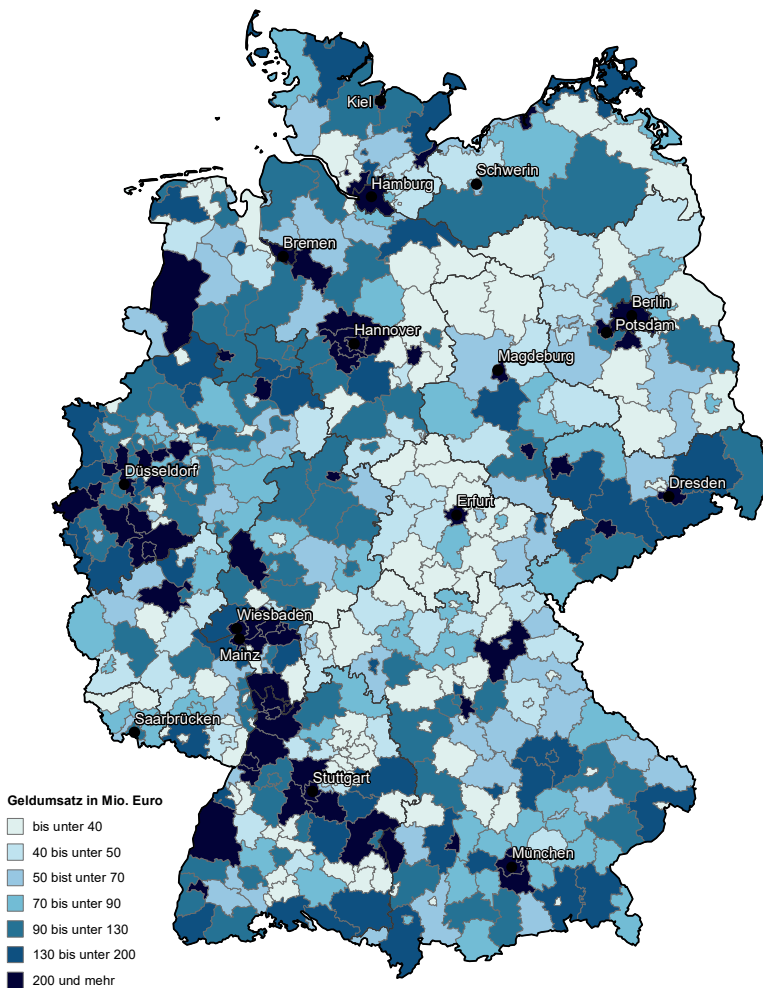 Kiel
Schwerin
Hamburg
Bremen
Berlin
Potsdam
Hannover
Magdeburg
Düsseldorf
Dresden
Erfurt
Wiesbaden
Mainz
Saarbrücken
Stuttgart
München
Geldumsatz in Mio. Euro
bis unter 40
40 bis unter 50
50 bist unter 70
70 bis unter 90
90 bis unter 130
130 bis unter 200
200 und mehr